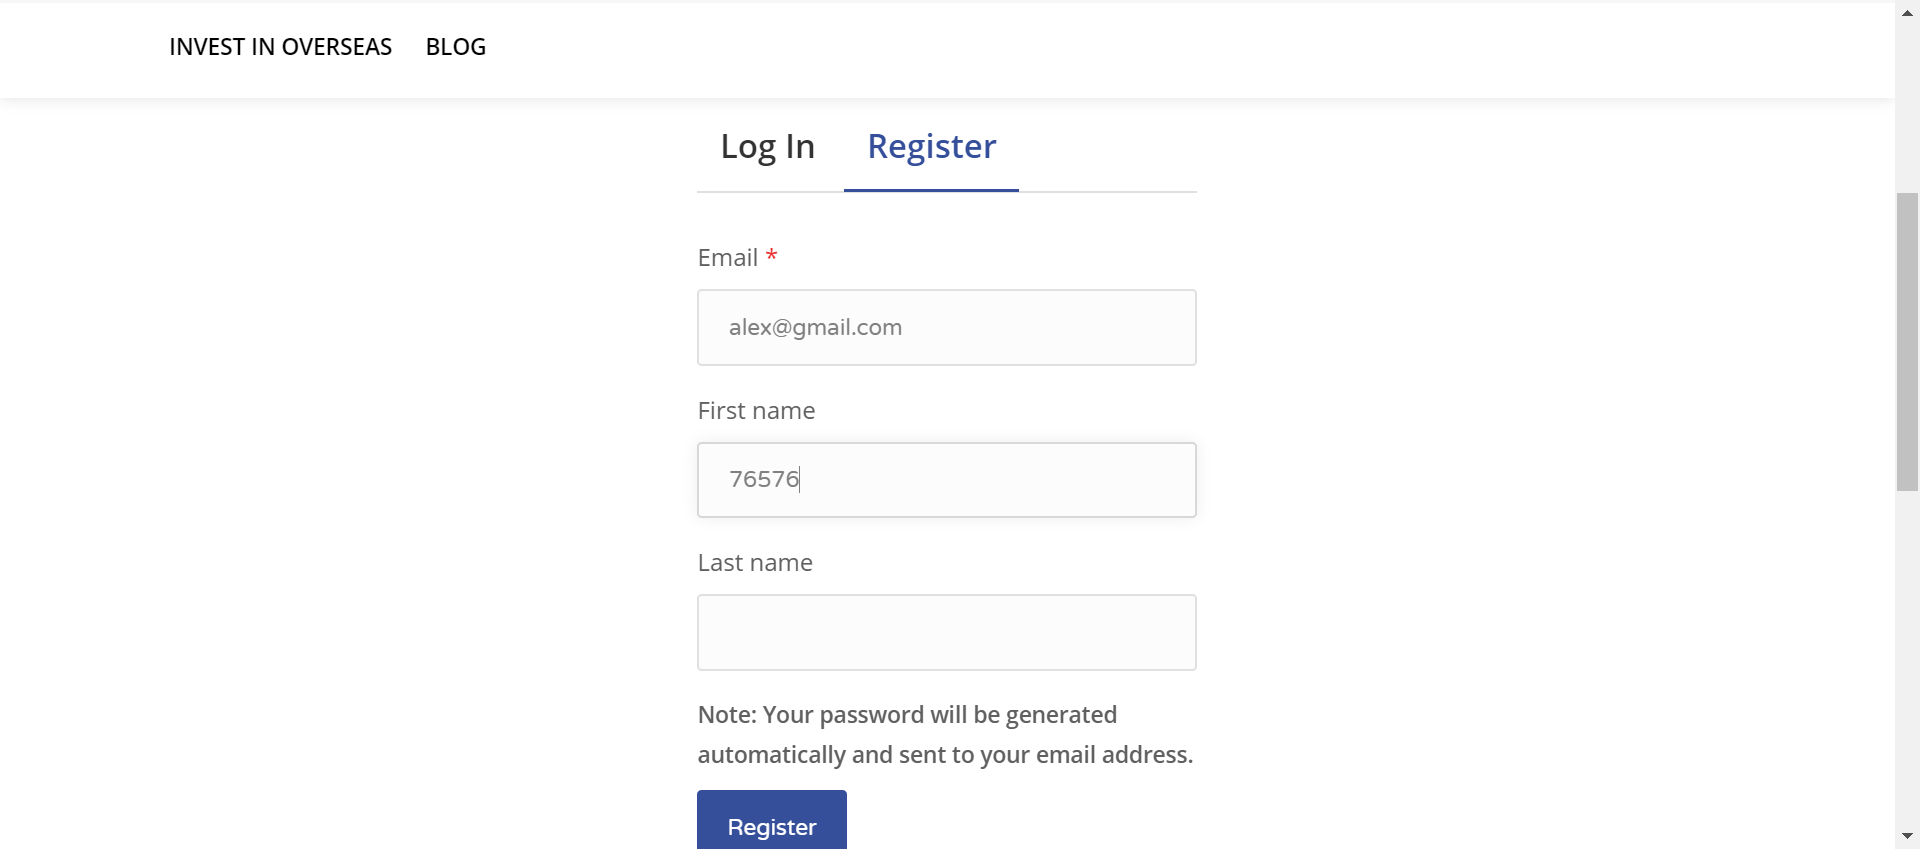 INVEST IN OVERSEAS BLOG
Log In Register
Email *
alex@gmail.com
First name
76576
Last name
Note: Your password will be generated
automatically and sent to your email address.
Register